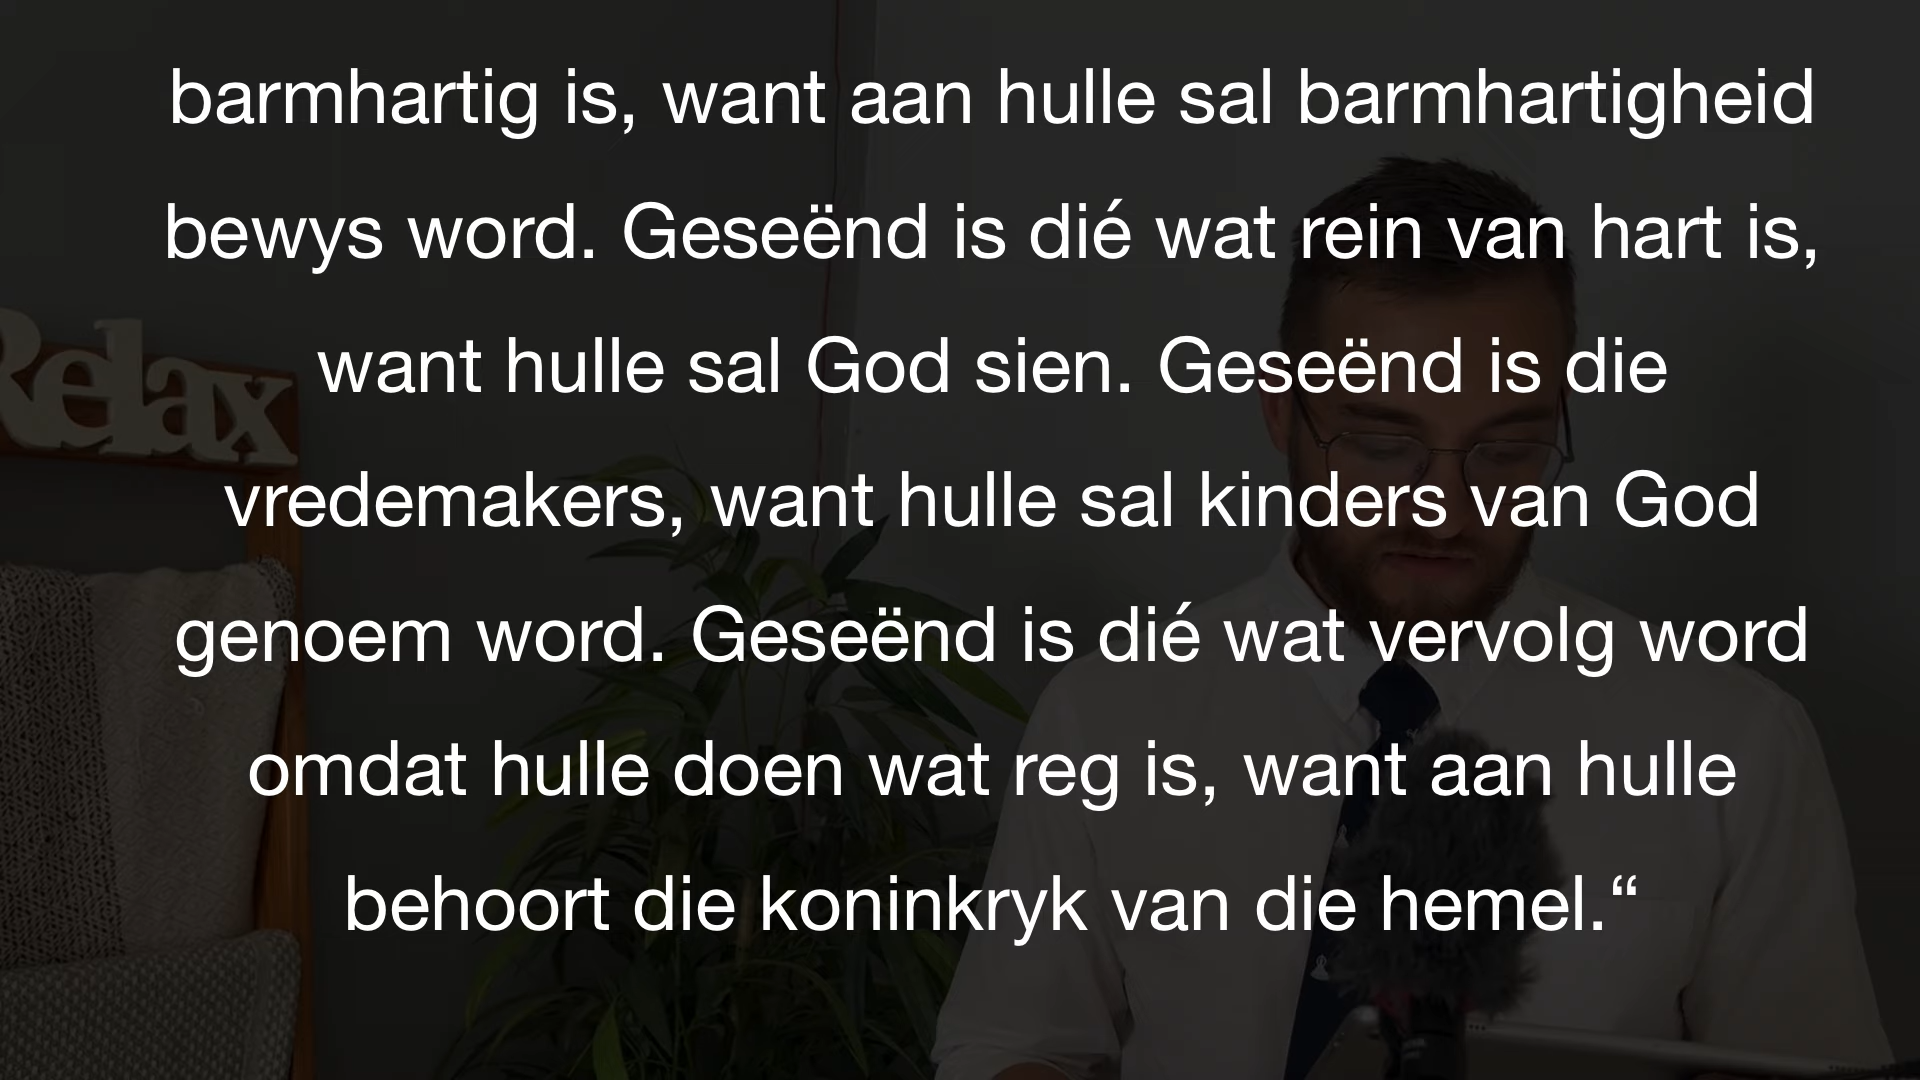 barmhartig is, want aan hulle sal barmhartigheid
bewys word. Geseënd is dié wat rein van hart is,
want hulle sal God sien. Geseënd is die
Relax
vredemakers, want hulle sal kinders van God
genoem word. Geseënd is dié wat vervolg word
omdat hulle doen wat reg is, want aan hulle
behoort die koninkryk van die hemel.“